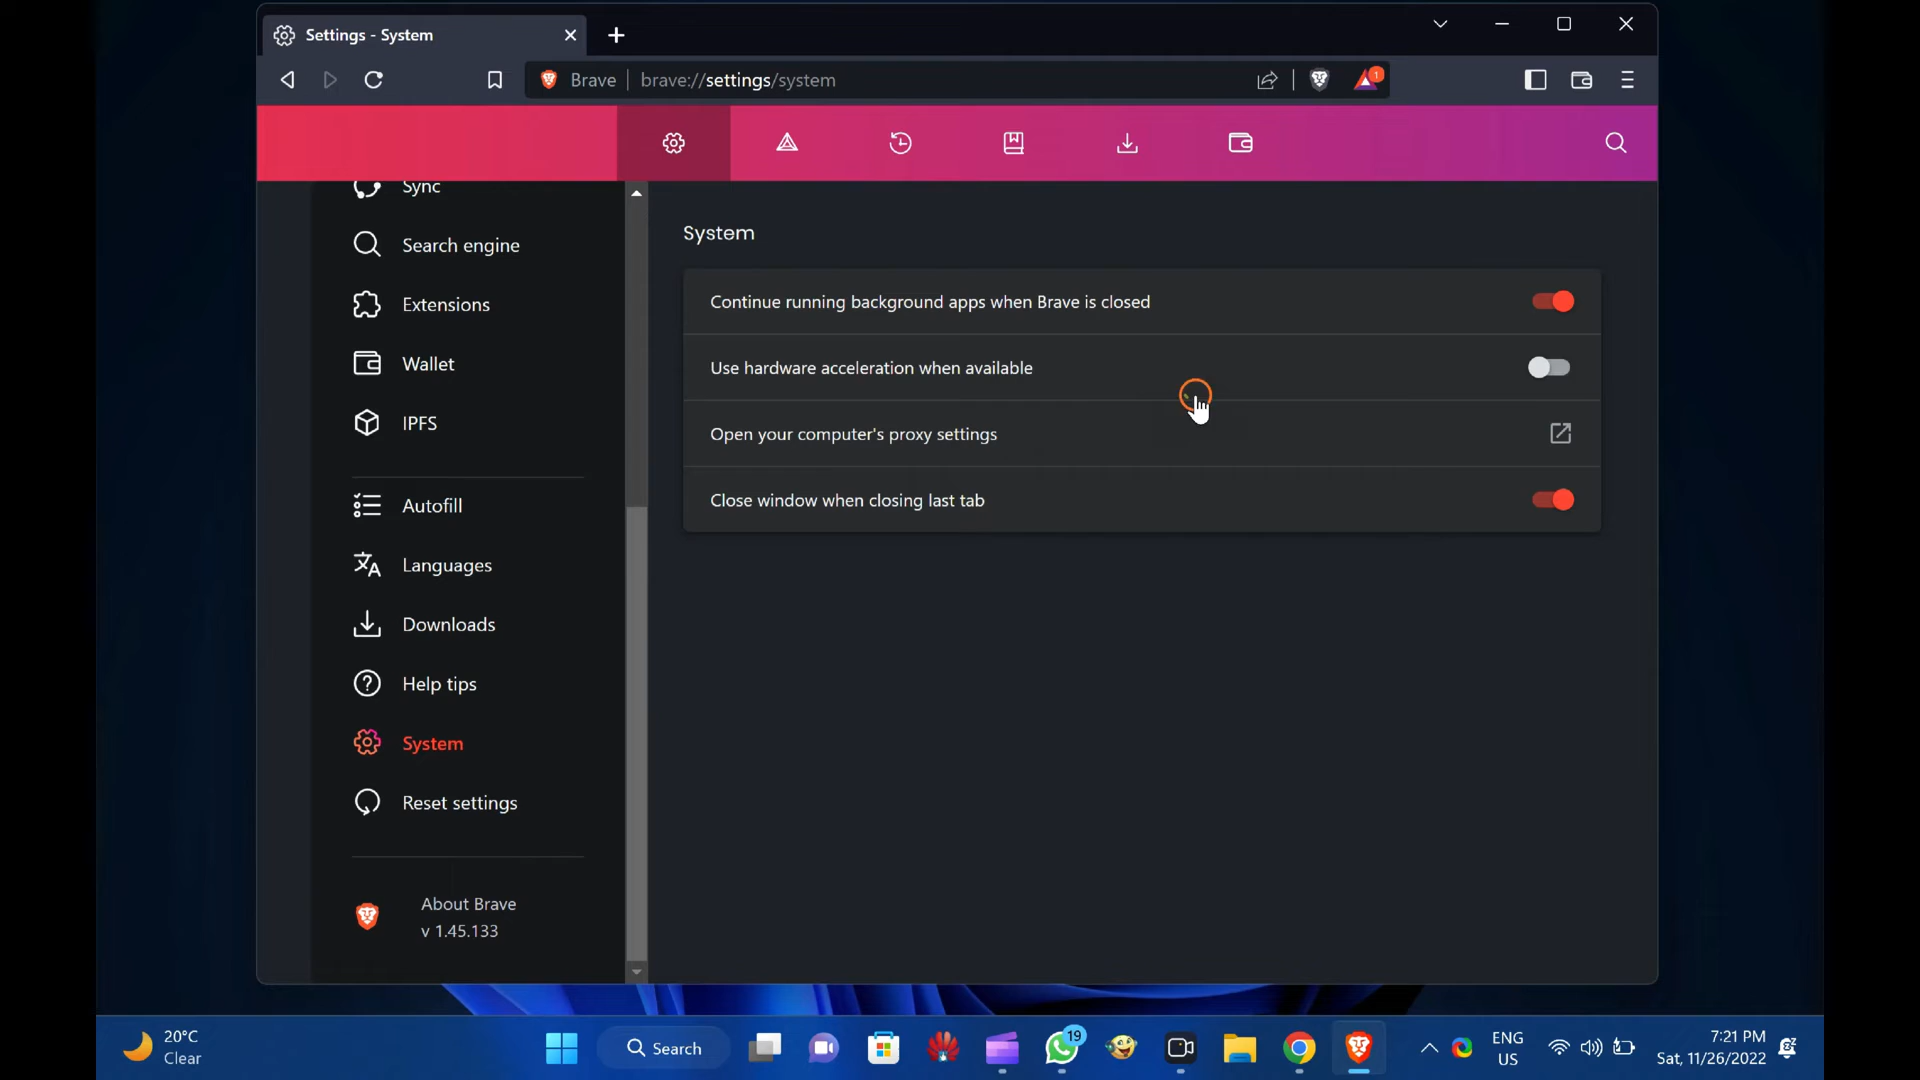 Settings - System
Brave
brave://settings/system
1
Sync
Search engine
Extensions
Wallet
IPFS
Autofill
Languages
Downloads
Help tips
System
Reset settings
About Brave
v 1.45.133
System
Continue running background apps when Brave is closed
Use hardware acceleration when available
Open your computer's proxy settings
Close window when closing last tab
20°C
Clear
Search
19
ENG
US
7:21 PM
Sat, 11/26/2022